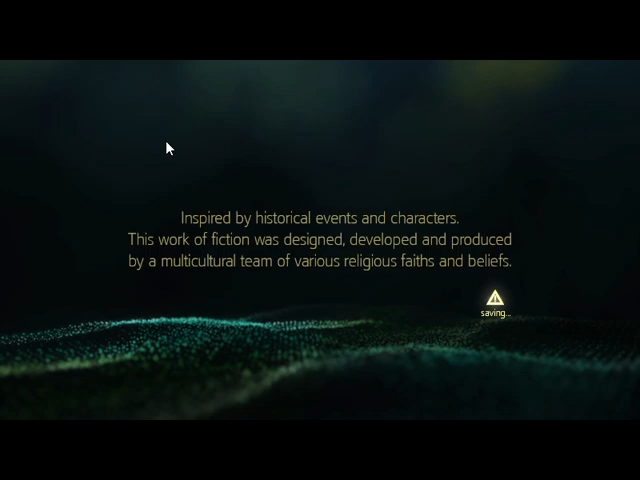 Inspired by historical events and characters.
This work of fiction was designed, developed and produced
by a multicultural team of various religious faiths and beliefs.
saving...